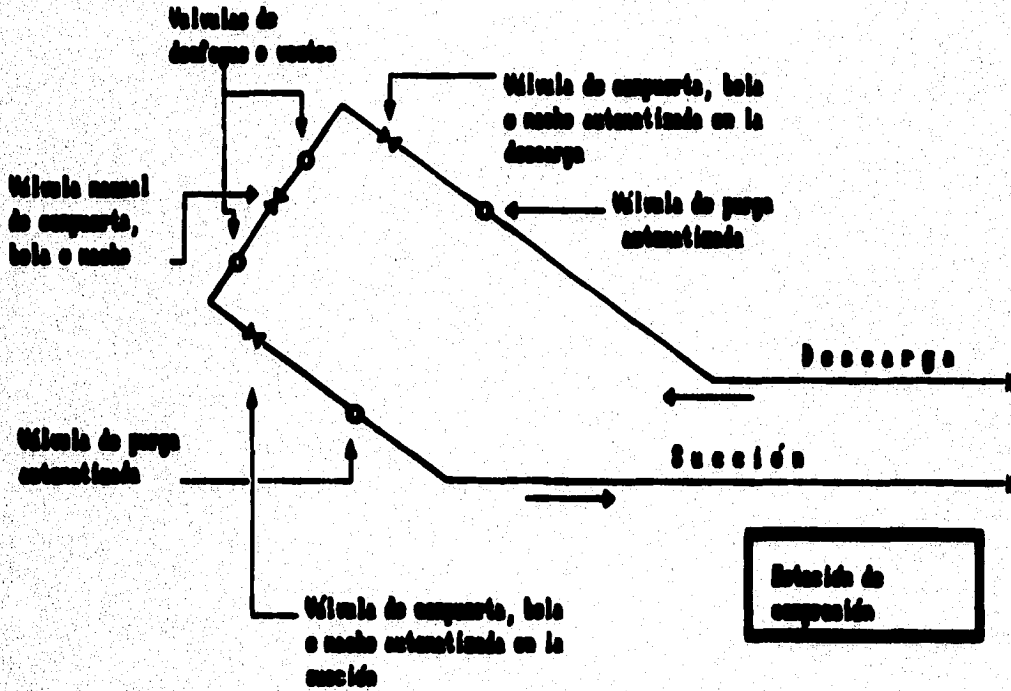 Valvulas de
desfogue o venteo
Válvula de compuerta, bola
o macho automatizada en la
descarga
Válvula manual
de compuerta,
bola o macho
Válvula de purga
automatizada
Descarga
Válvula de purga
automatizada
Succión
Estación de
compresión
Válvula de compuerta, bola
o macho automatizada en la
succión